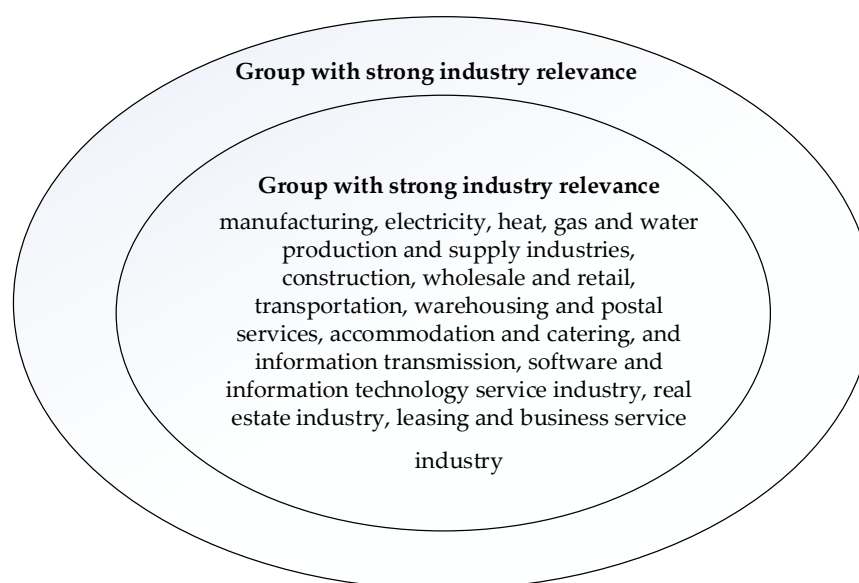 Group with strong industry relevance
Group with strong industry relevance
manufacturing, electricity, heat, gas and water
production and supply industries,
construction, wholesale and retail,
transportation, warehousing and postal
services, accommodation and catering, and
information transmission, software and
information technology service industry, real
estate industry, leasing and business service
industry